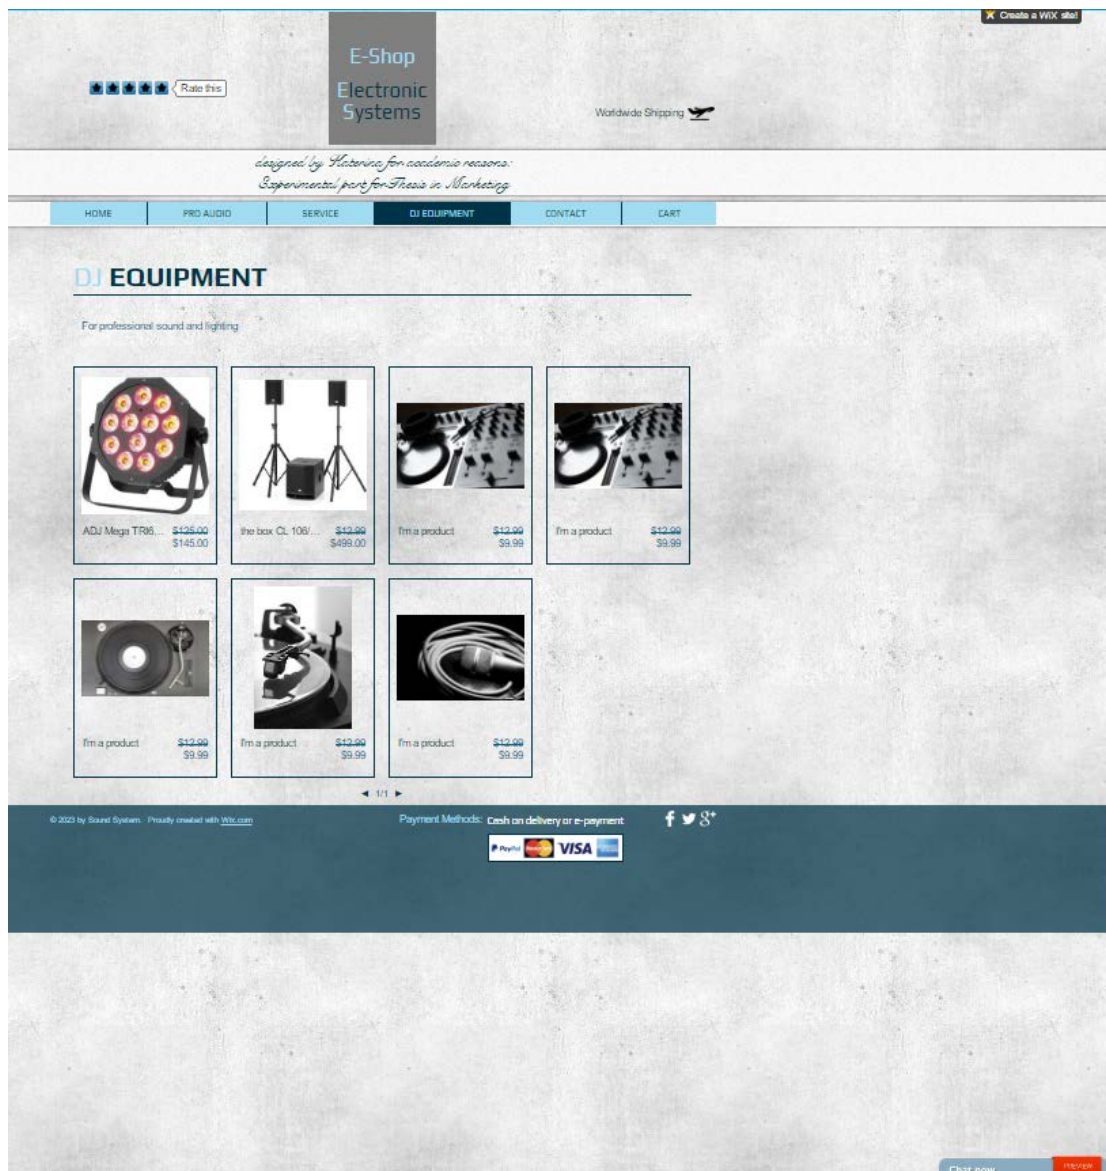 Create a WiX site!
E-Shop
Electronic
Systems
Rate this
Worldwide Shipping
designed by Katerina for academic reasons:
Experimental part for Thesis in Marketing
HOME PRO AUDIO SERVICE DJ EQUIPMENT CONTACT CART
DJ EQUIPMENT
For professional sound and lighting
ADJ Mega TRI6,... $125.00
$145.00
the box CL 106/... $12.99
$499.00
I'm a product $12.99
$9.99
I'm a product $12.99
$9.99
I'm a product $12.99
$9.99
I'm a product $12.99
$9.99
I'm a product $12.99
$9.99
1/1
© 2023 by Sound System. Proudly created with Wix.com
Payment Methods: Cash on delivery or e-payment
PayPal MasterCard VISA
Chat now
PREVIEW